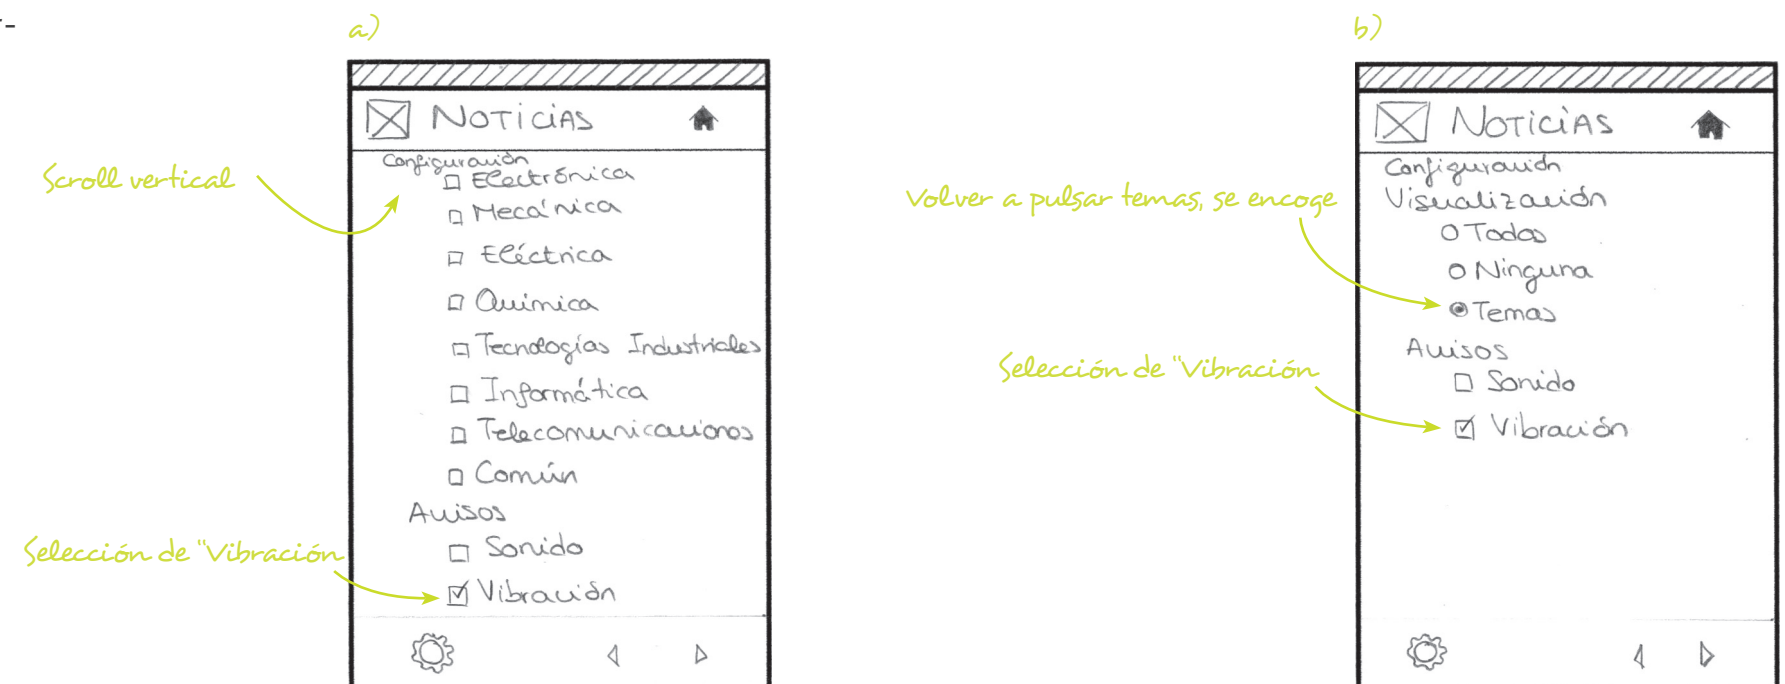 a)
NOTICIAS
Configuración
Electrónica
Mecánica
Eléctrica
Química
Tecnologías Industriales
Informática
Telecomunicaciones
Común
Avisos
Sonido
Vibración
Scroll vertical
Selección de "Vibración
b)
NOTICIAS
Configuración
Visualización
Todas
Ninguna
Temas
Avisos
Sonido
Vibración
Volver a pulsar temas, se encoge
Selección de "Vibración